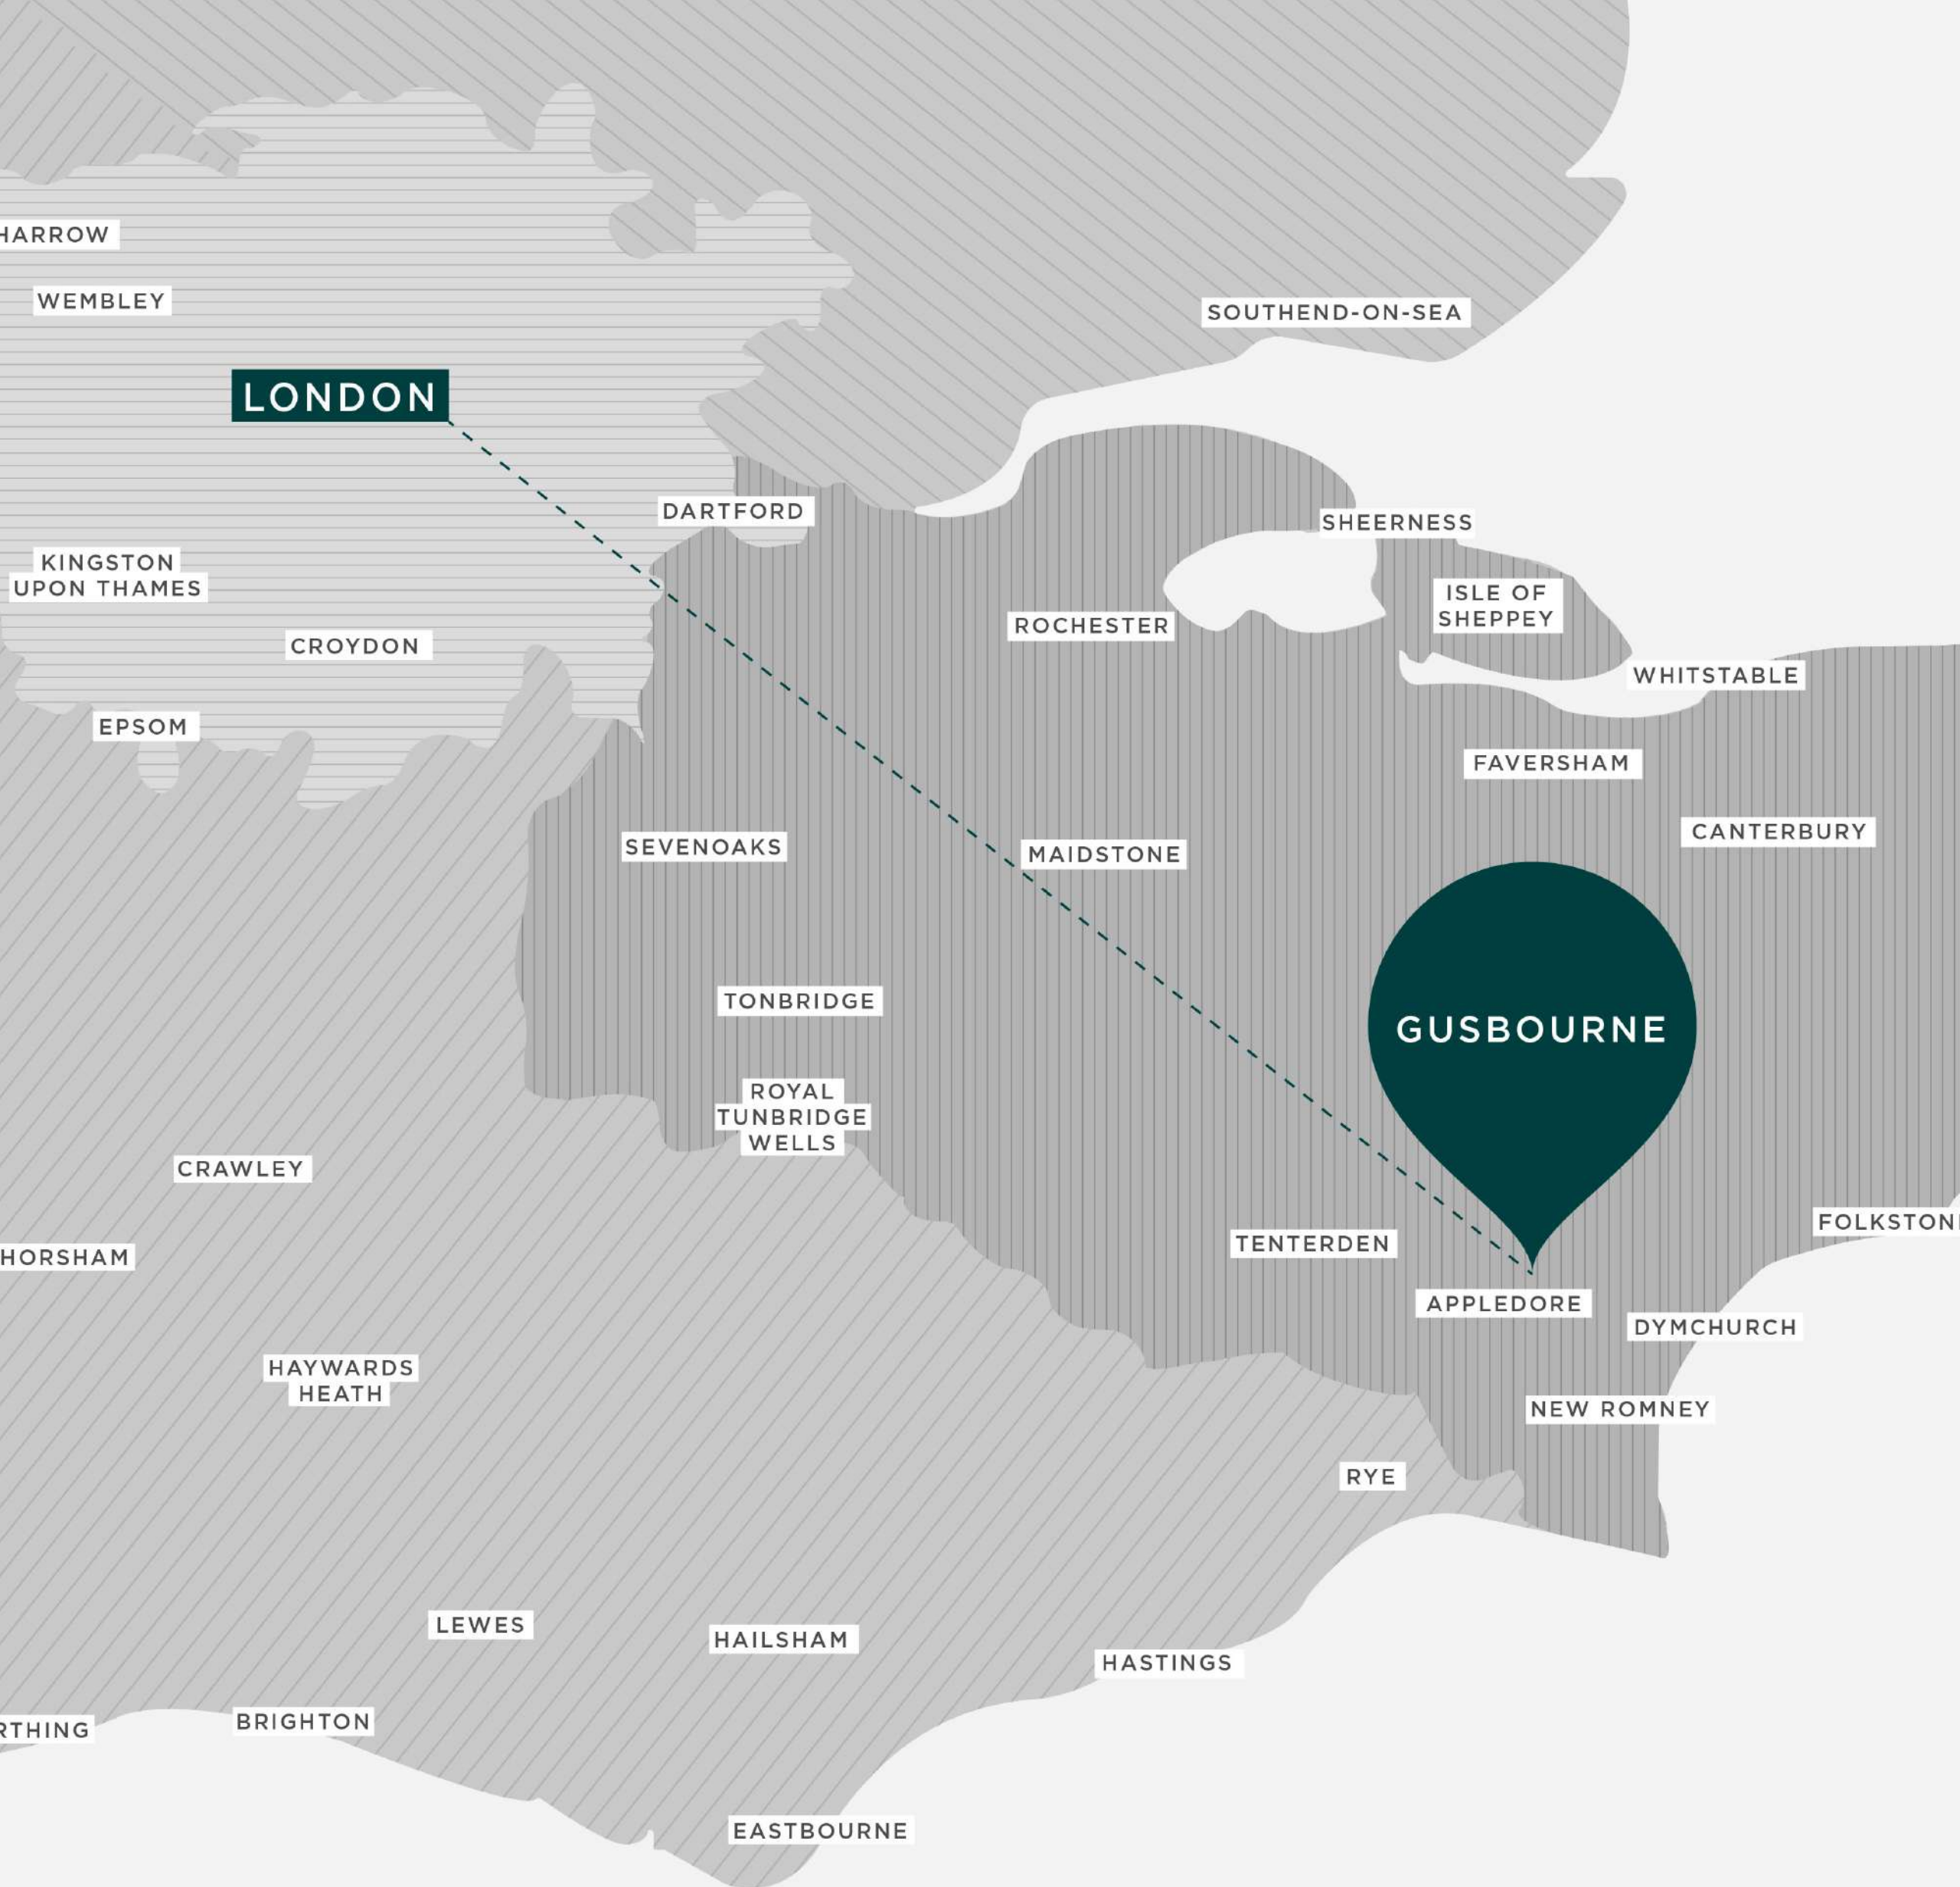 HARROW
WEMBLEY
SOUTHEND-ON-SEA
LONDON
DARTFORD
SHEERNESS
KINGSTON
UPON THAMES
ISLE OF
SHEPPEY
ROCHESTER
CROYDON
WHITSTABLE
EPSOM
FAVERSHAM
CANTERBURY
SEVENOAKS
MAIDSTONE
TONBRIDGE
GUSBOURNE
ROYAL
TUNBRIDGE
WELLS
CRAWLEY
FOLKSTON
TENTERDEN
HORSHAM
APPLEDORE
DYMCHURCH
HAYWARDS
HEATH
NEW ROMNEY
RYE
LEWES
HAILSHAM
HASTINGS
BRIGHTON
RTHING
EASTBOURNE